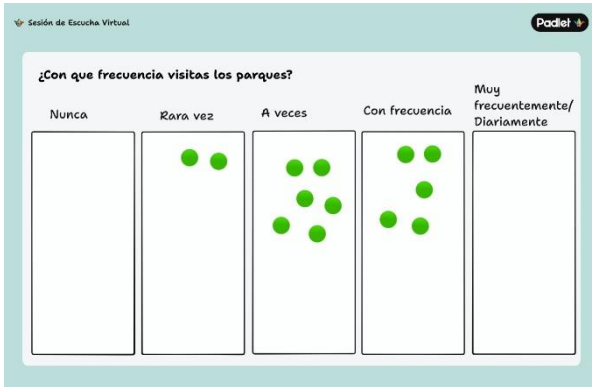 Sesión de Escucha Virtual
Padlet
¿Con que frecuencia visitas los parques?
Nunca
Rara vez
A veces
Con frecuencia
Muy
frecuentemente/
Diariamente